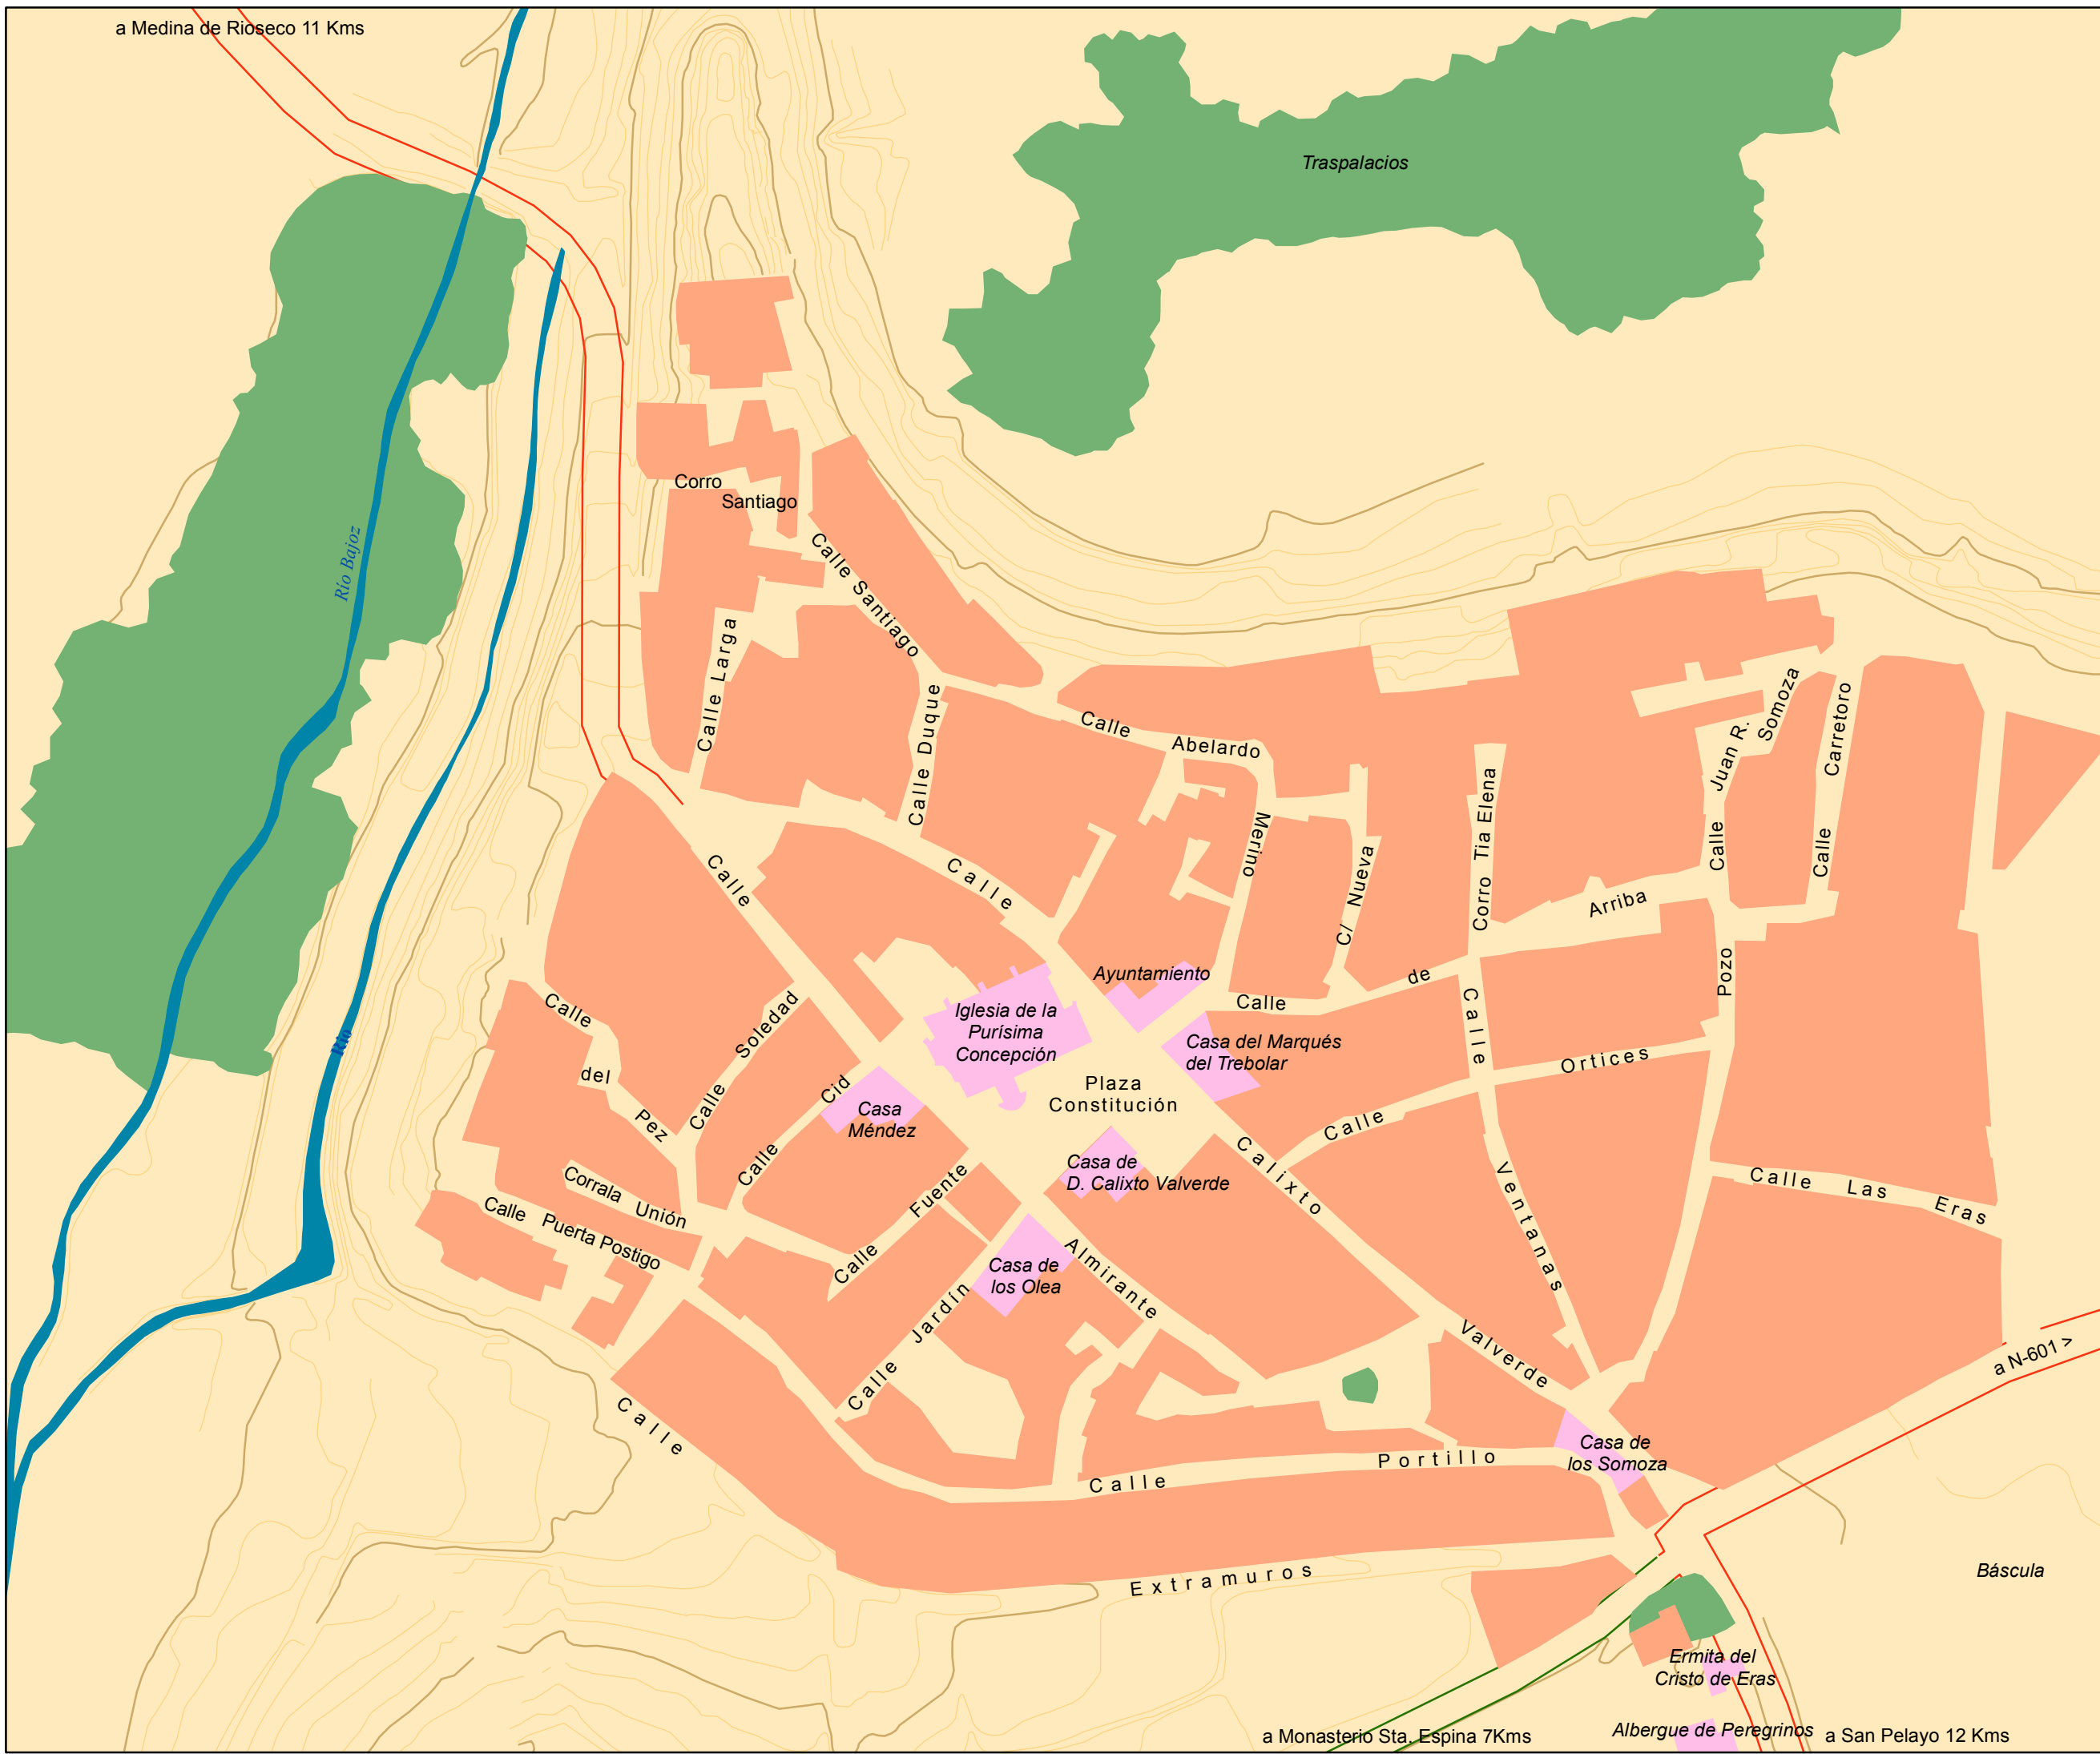 a Medina de Rioseco 11 Kms
Traspalacios
Corro
Santiago
Río Bajoz
Calle Santiago
Calle Larga
Calle Duque
Calle Abelardo Merino
Calle Juan R. Somoza
Calle Carretoro
Corro Tia Elena
C/ Nueva
Calle
Calle
Calle de Arriba
Pozo
Ayuntamiento
Iglesia de la
Purísima
Concepción
Casa del Marqués
del Trebolar
Plaza
Constitución
Río
Calle del Pez
Calle Soledad
Calle Cid
Casa
Méndez
Calle Ortices
Calle Ventanas
Calle Las Eras
Casa de
D. Calixto Valverde
Calixto Valverde
Corrala Unión
Calle Puerta Postigo
Calle Fuente
Casa de
los Olea
Almirante
Calle Jardín
a N-601 >
Casa de
los Somoza
Calle Portillo
Calle Extramuros
Báscula
Ermita del
Cristo de Eras
Albergue de Peregrinos
a Monasterio Sta. Espina 7Kms
a San Pelayo 12 Kms